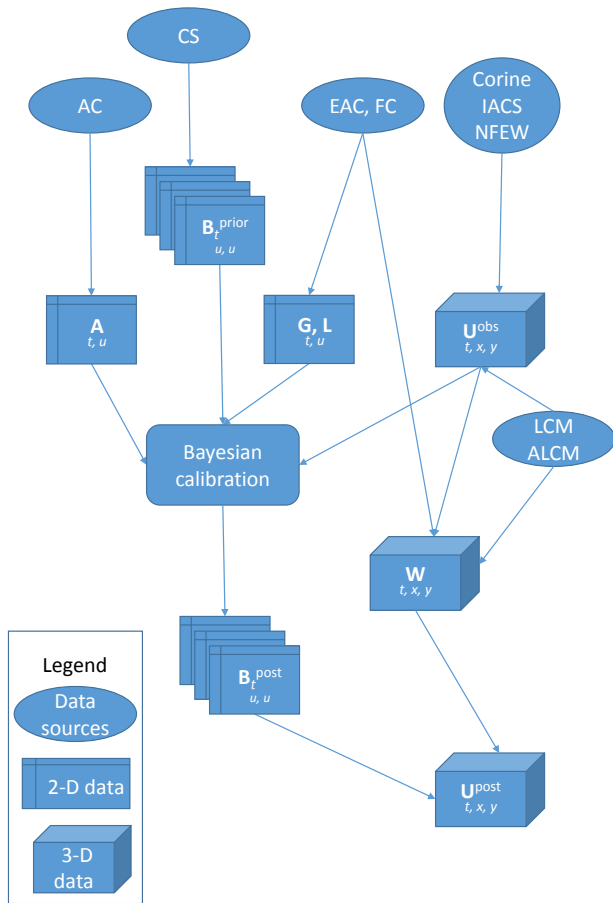 CS
AC
EAC, FC
Corine
IACS
NFEW
B_t^prior
u, u
A
t, u
G, L
t, u
U^obs
t, x, y
LCM
ALCM
Bayesian
calibration
W
t, x, y
B_t^post
u, u
U^post
t, x, y
Legend
Data
sources
2-D data
3-D
data